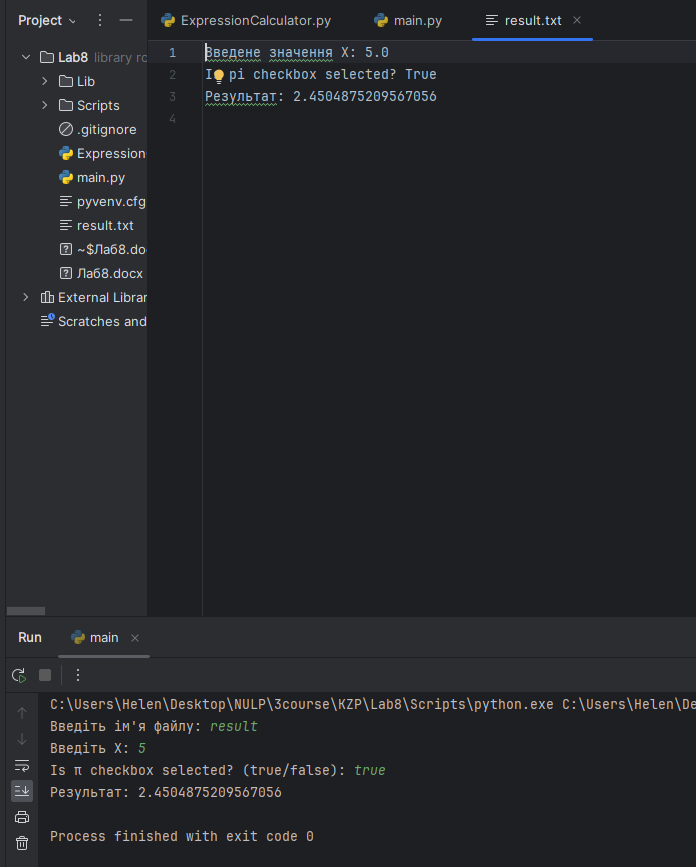 Project
ExpressionCalculator.py
main.py
result.txt
Lab8 library ro
Lib
Scripts
.gitignore
Expression
main.py
pyvenv.cfg
result.txt
~$Лаб8.do
Лаб8.docx
External Librar
Scratches and
1 Введене значення X: 5.0
2 I pi checkbox selected? True
3 Результат: 2.4504875209567056
4
Run
main
C:\Users\Helen\Desktop\NULP\3course\KZP\Lab8\Scripts\python.exe C:\Users\Helen\De
Введіть ім'я файлу: result
Введіть X: 5
Is π checkbox selected? (true/false): true
Результат: 2.4504875209567056
Process finished with exit code 0